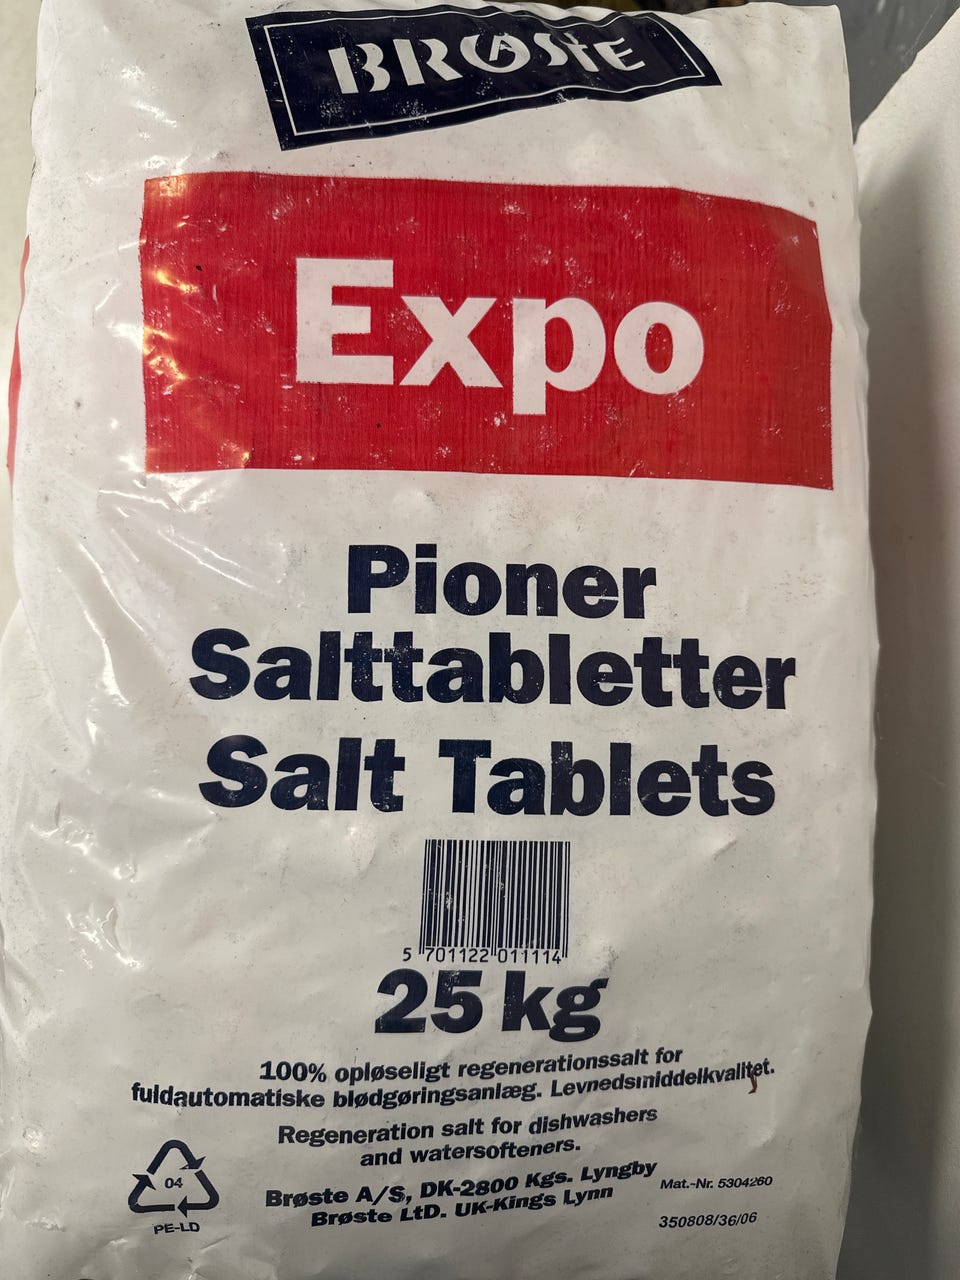 BRØSTE
Expo
Pioner
Salttabletter
Salt Tablets
5 701122 011114
25 kg
100% opløseligt regenerationssalt for
fuldautomatiske blødgøringsanlæg. Levnedsmiddelkvalitet.
Regeneration salt for dishwashers
and watersofteners.
Brøste A/S, DK-2800 Kgs. Lyngby
Brøste LtD. UK-Kings Lynn
Mat.-Nr. 5304260
350808/36/06
04
PE-LD